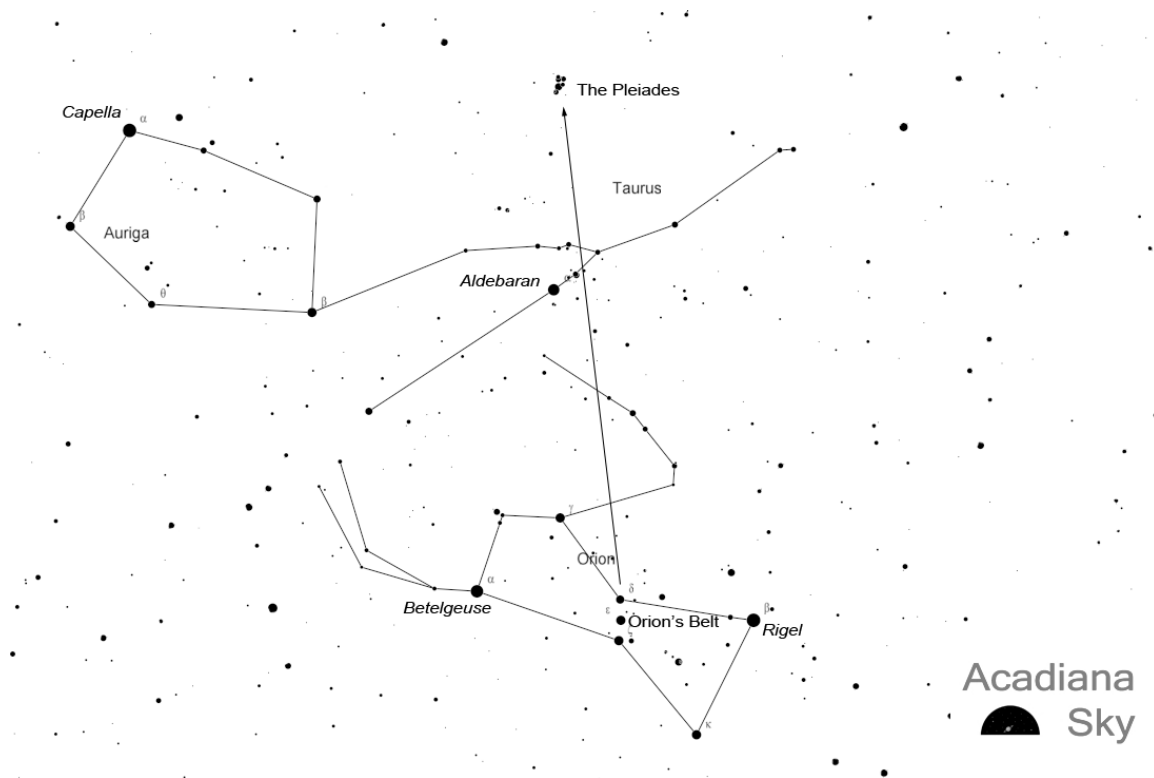 The Pleiades
Capella
α
Taurus
β
Auriga
Aldebaran
α
θ
β
γ
Orion
α
δ
Betelgeuse
ε
β
Orion's Belt
Rigel
ζ
Acadiana
Sky
κ